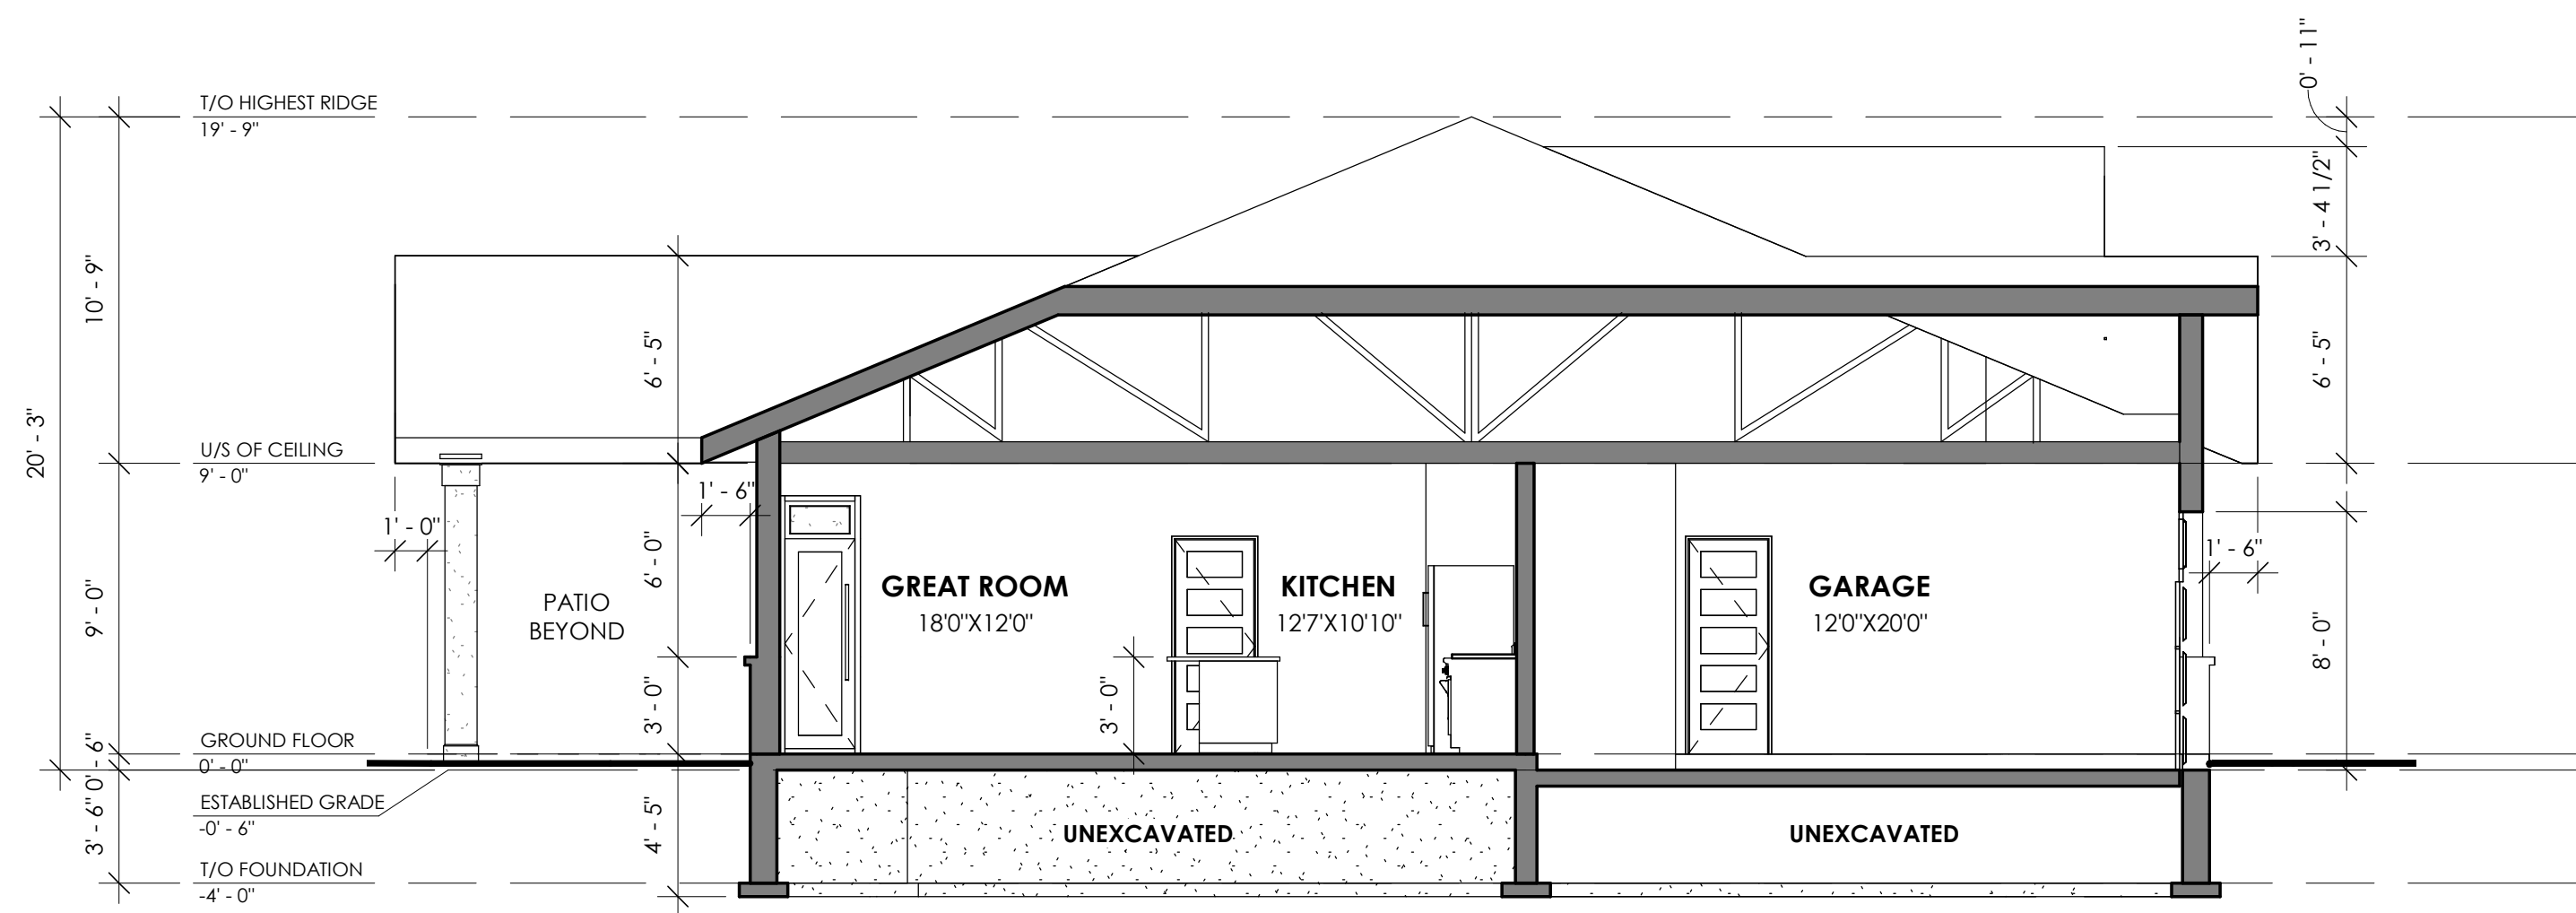 T/O HIGHEST RIDGE
19' - 9"
0' - 11"
3' - 4 1/2"
10' - 9"
6' - 5"
6' - 5"
20' - 3"
U/S OF CEILING
9' - 0"
1' - 6"
1' - 0"
6' - 0"
1' - 6"
9' - 0"
PATIO
BEYOND
GREAT ROOM
18'0"X12'0"
KITCHEN
12'7'X10'10"
GARAGE
12'0"X20'0"
8' - 0"
3' - 0"
3' - 0"
GROUND FLOOR
0' - 0"
0' - 6"
ESTABLISHED GRADE
-0' - 6"
3' - 6"
4' - 5"
UNEXCAVATED
UNEXCAVATED
T/O FOUNDATION
-4' - 0"